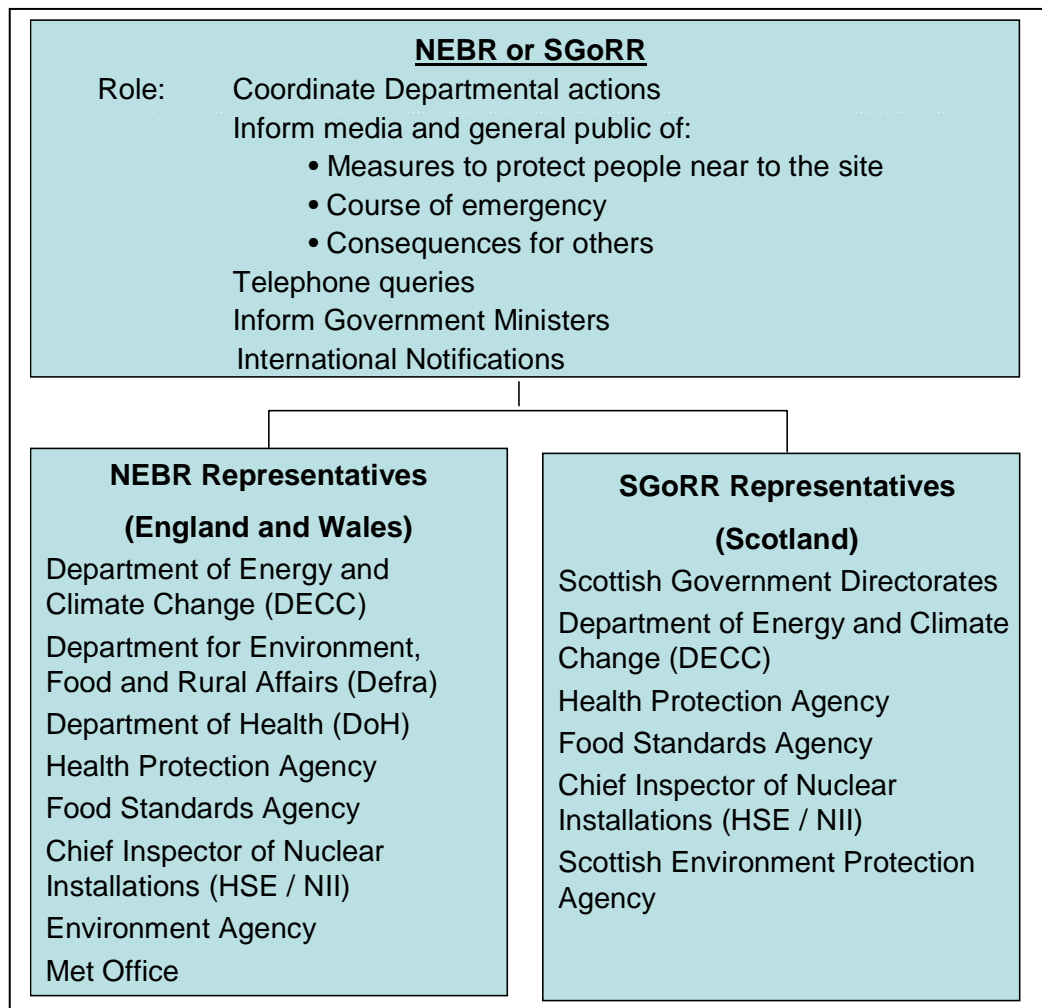 NEBR or SGoRR
Role: Coordinate Departmental actions
Inform media and general public of:
• Measures to protect people near to the site
• Course of emergency
• Consequences for others
Telephone queries
Inform Government Ministers
International Notifications
NEBR Representatives
(England and Wales)
Department of Energy and
Climate Change (DECC)
Department for Environment,
Food and Rural Affairs (Defra)
Department of Health (DoH)
Health Protection Agency
Food Standards Agency
Chief Inspector of Nuclear
Installations (HSE / NII)
Environment Agency
Met Office
SGoRR Representatives
(Scotland)
Scottish Government Directorates
Department of Energy and Climate
Change (DECC)
Health Protection Agency
Food Standards Agency
Chief Inspector of Nuclear
Installations (HSE / NII)
Scottish Environment Protection
Agency